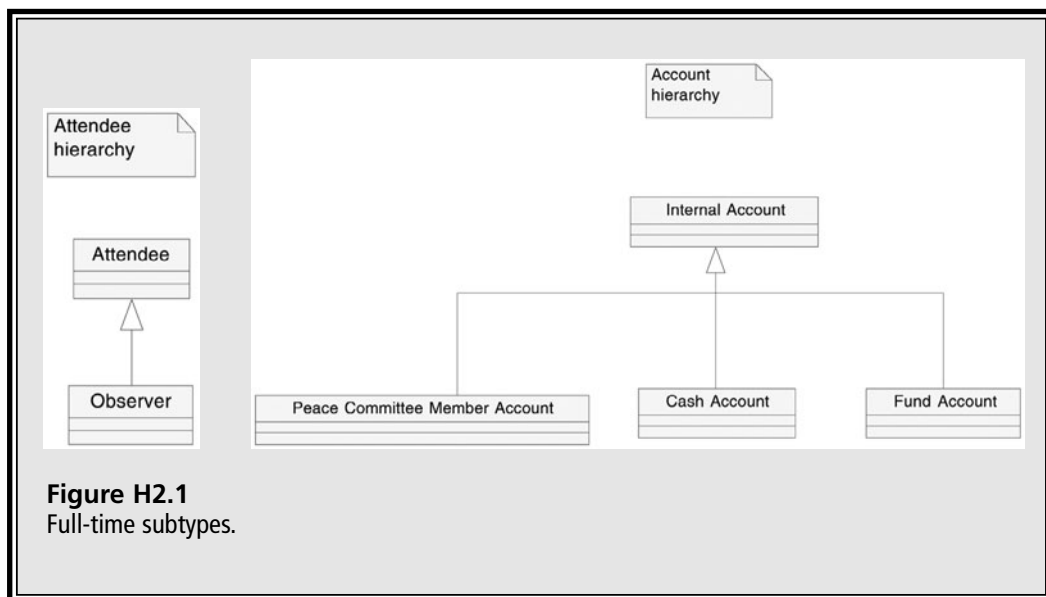 Attendee
hierarchy
Attendee
Observer
Account
hierarchy
Internal Account
Peace Committee Member Account
Cash Account
Fund Account
Figure H2.1
Full-time subtypes.